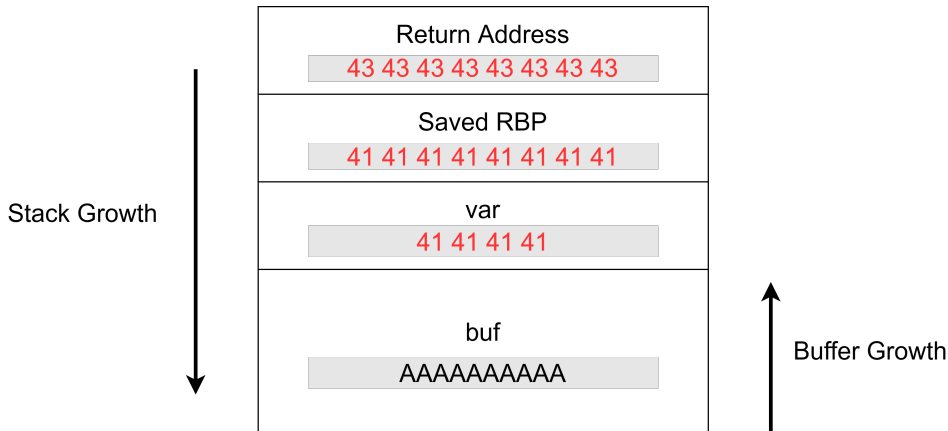 Return Address
43 43 43 43 43 43 43 43
Saved RBP
41 41 41 41 41 41 41 41
Stack Growth
var
41 41 41 41
buf
Buffer Growth
AAAAAAAAAA